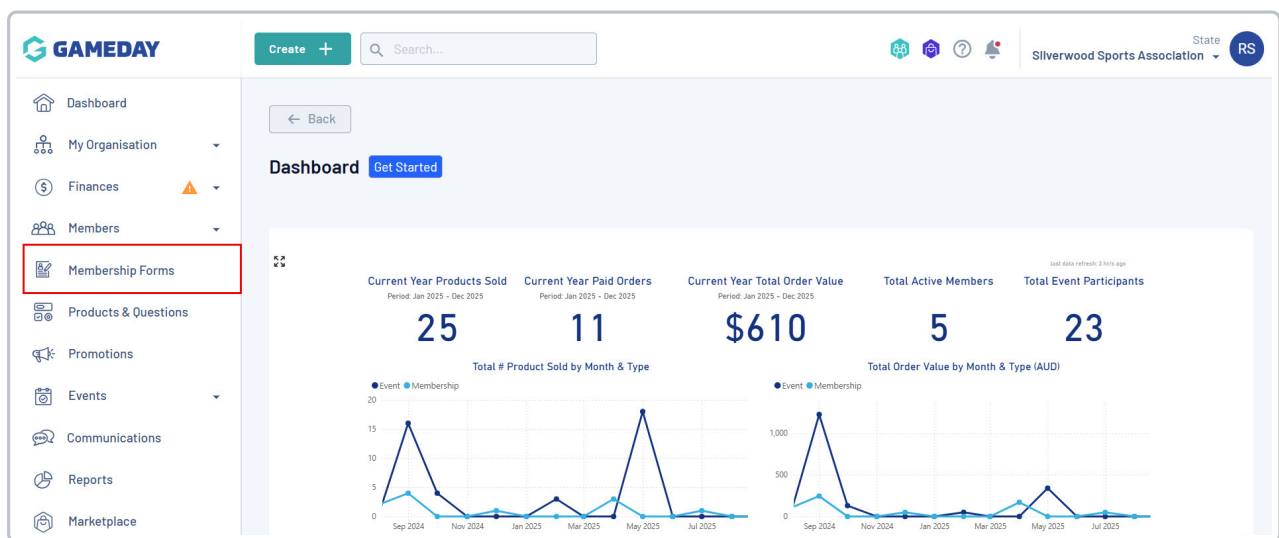 GAMEDAY
Create +
Search...
State
Silverwood Sports Association
RS
Dashboard
My Organisation
Finances
Members
Membership Forms
Products & Questions
Promotions
Events
Communications
Reports
Marketplace
← Back
Dashboard Get Started
last data refresh: 3 hrs ago
Current Year Products Sold
Period: Jan 2025 - Dec 2025
25
Current Year Paid Orders
Period: Jan 2025 - Dec 2025
11
Current Year Total Order Value
Period: Jan 2025 - Dec 2025
$610
Total Active Members
5
Total Event Participants
23
Total # Product Sold by Month & Type
Event Membership
20
15
10
5
0
Sep 2024 Nov 2024 Jan 2025 Mar 2025 May 2025 Jul 2025
Total Order Value by Month & Type (AUD)
Event Membership
1,000
500
0
Sep 2024 Nov 2024 Jan 2025 Mar 2025 May 2025 Jul 2025